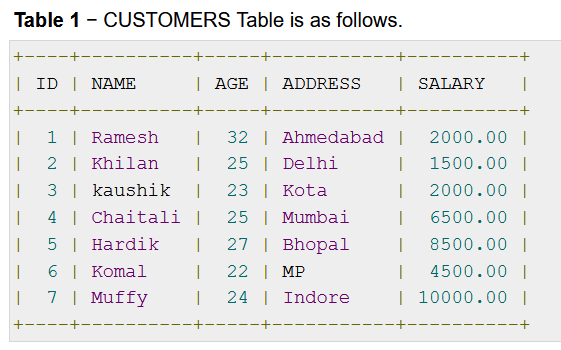 Table 1 − CUSTOMERS Table is as follows.
+----+----------+-----+-----------+----------+
| ID | NAME     | AGE | ADDRESS   | SALARY   |
+----+----------+-----+-----------+----------+
|  1 | Ramesh   |  32 | Ahmedabad |  2000.00 |
|  2 | Khilan   |  25 | Delhi     |  1500.00 |
|  3 | kaushik  |  23 | Kota      |  2000.00 |
|  4 | Chaitali |  25 | Mumbai    |  6500.00 |
|  5 | Hardik   |  27 | Bhopal    |  8500.00 |
|  6 | Komal    |  22 | MP        |  4500.00 |
|  7 | Muffy    |  24 | Indore    | 10000.00 |
+----+----------+-----+-----------+----------+